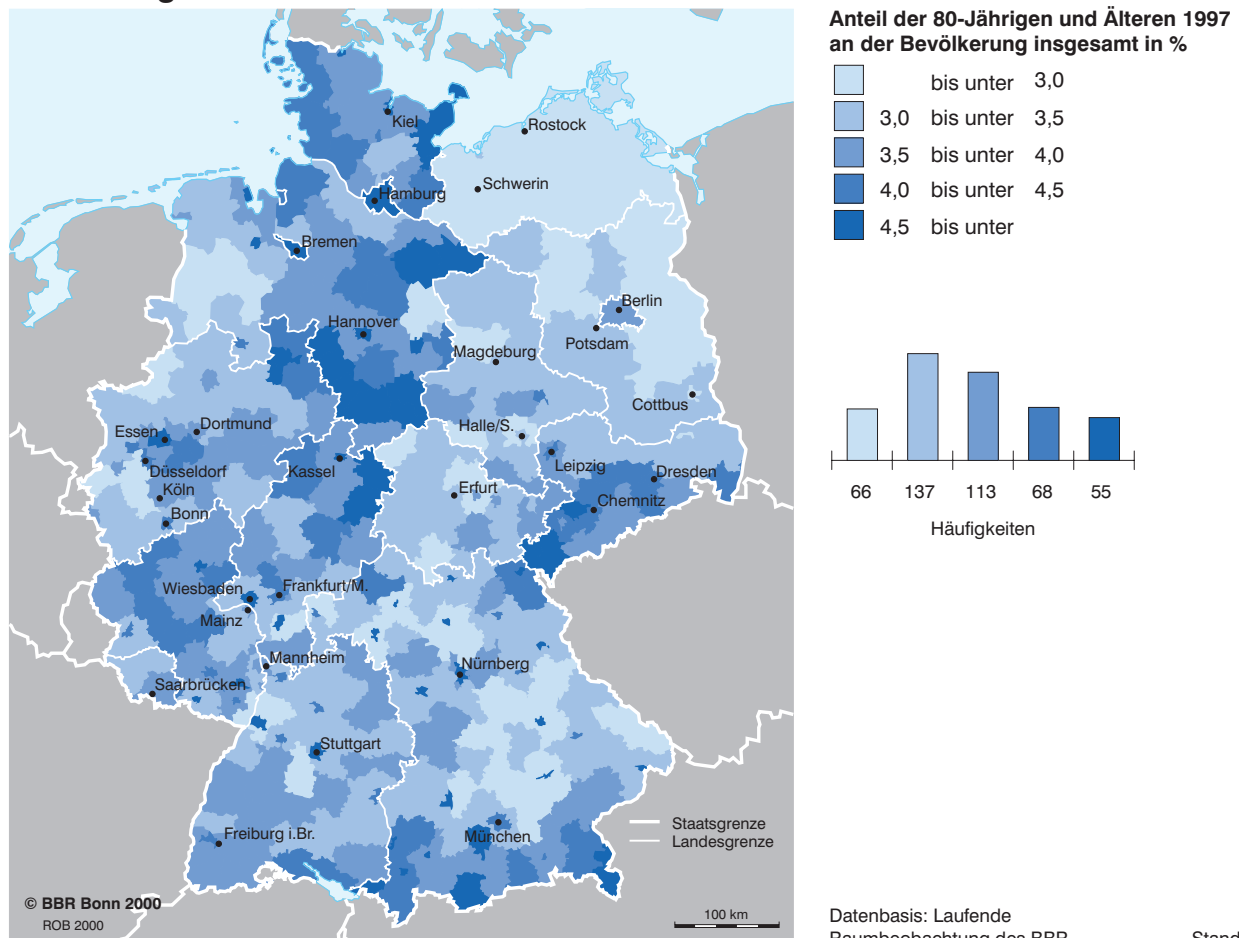 Anteil der 80-Jährigen und Älteren 1997
an der Bevölkerung insgesamt in %
bis unter 3,0
3,0 bis unter 3,5
3,5 bis unter 4,0
4,0 bis unter 4,5
4,5 bis unter
Kiel
Rostock
Schwerin
Hamburg
Bremen
Berlin
Hannover
Potsdam
Magdeburg
Cottbus
Essen
Dortmund
Halle/S.
Düsseldorf
Kassel
Leipzig
Dresden
Köln
Erfurt
Chemnitz
Bonn
Wiesbaden
Frankfurt/M.
Mainz
Mannheim
Nürnberg
Saarbrücken
Stuttgart
Freiburg i.Br.
München
Staatsgrenze
Landesgrenze
© BBR Bonn 2000
ROB 2000
100 km
66 137 113 68 55
Häufigkeiten
Datenbasis: Laufende
Raumbeobachtung des BBR